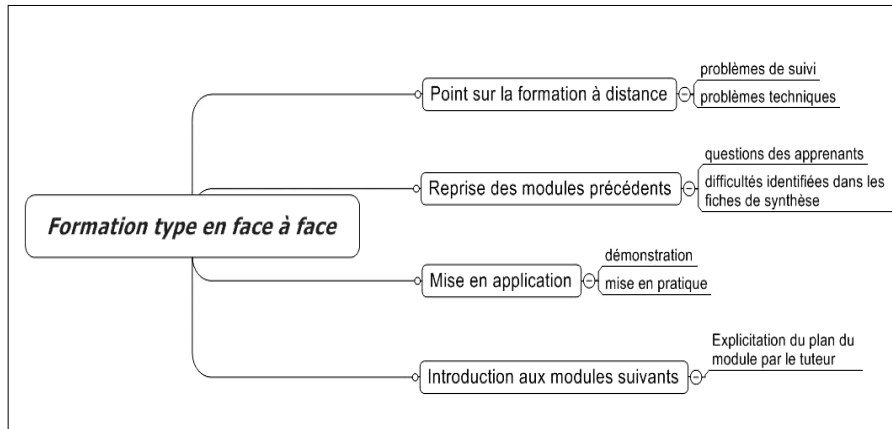 problèmes de suivi
Point sur la formation à distance
problèmes techniques
questions des apprenants
Reprise des modules précédents
difficultés identifiées dans les
fiches de synthèse
Formation type en face à face
démonstration
Mise en application
mise en pratique
Explicitation du plan du
module par le tuteur
Introduction aux modules suivants